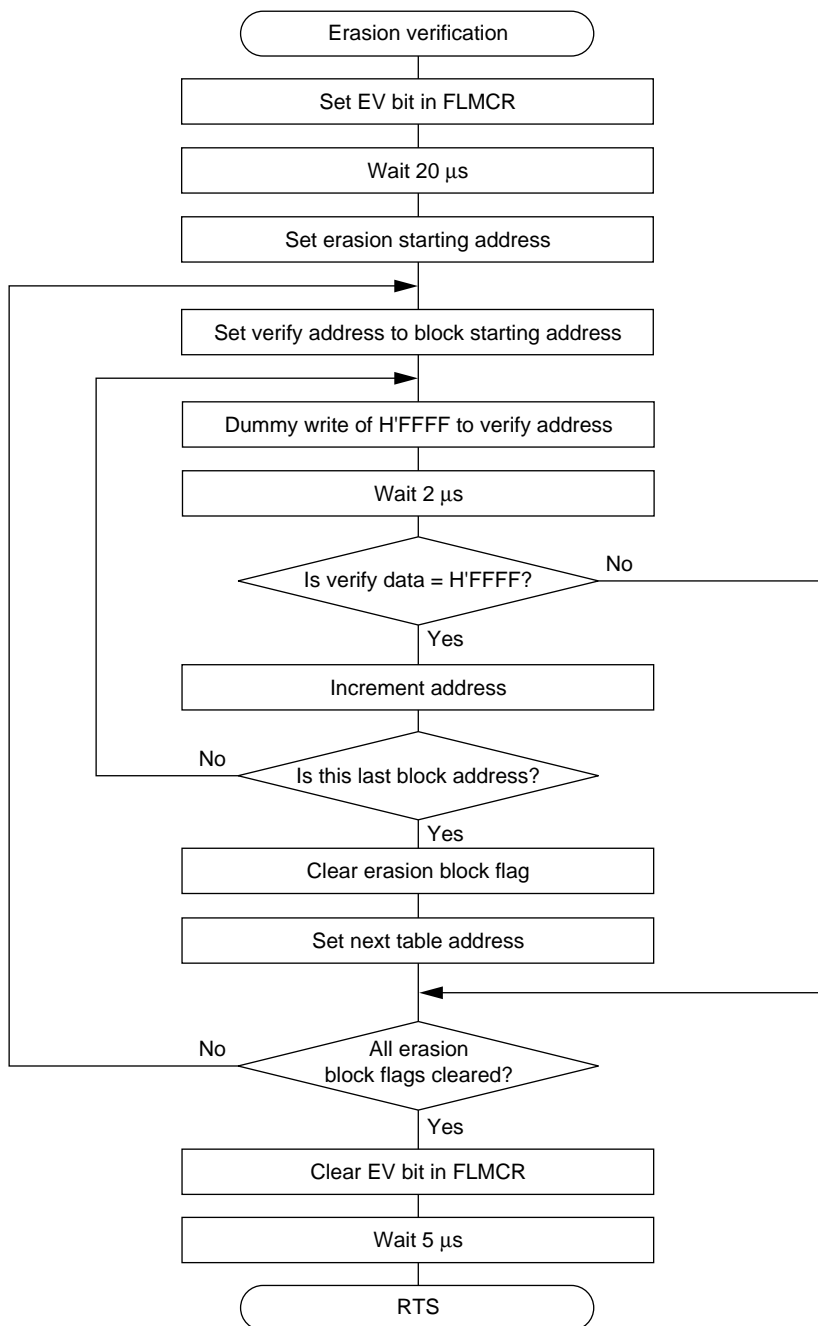 Erasion verification
Set EV bit in FLMCR
Wait 20 μs
Set erasion starting address
Set verify address to block starting address
Dummy write of H'FFFF to verify address
Wait 2 μs
Is verify data = H'FFFF?
No
Yes
Increment address
No
Is this last block address?
Yes
Clear erasion block flag
Set next table address
No
All erasion
block flags cleared?
Yes
Clear EV bit in FLMCR
Wait 5 μs
RTS